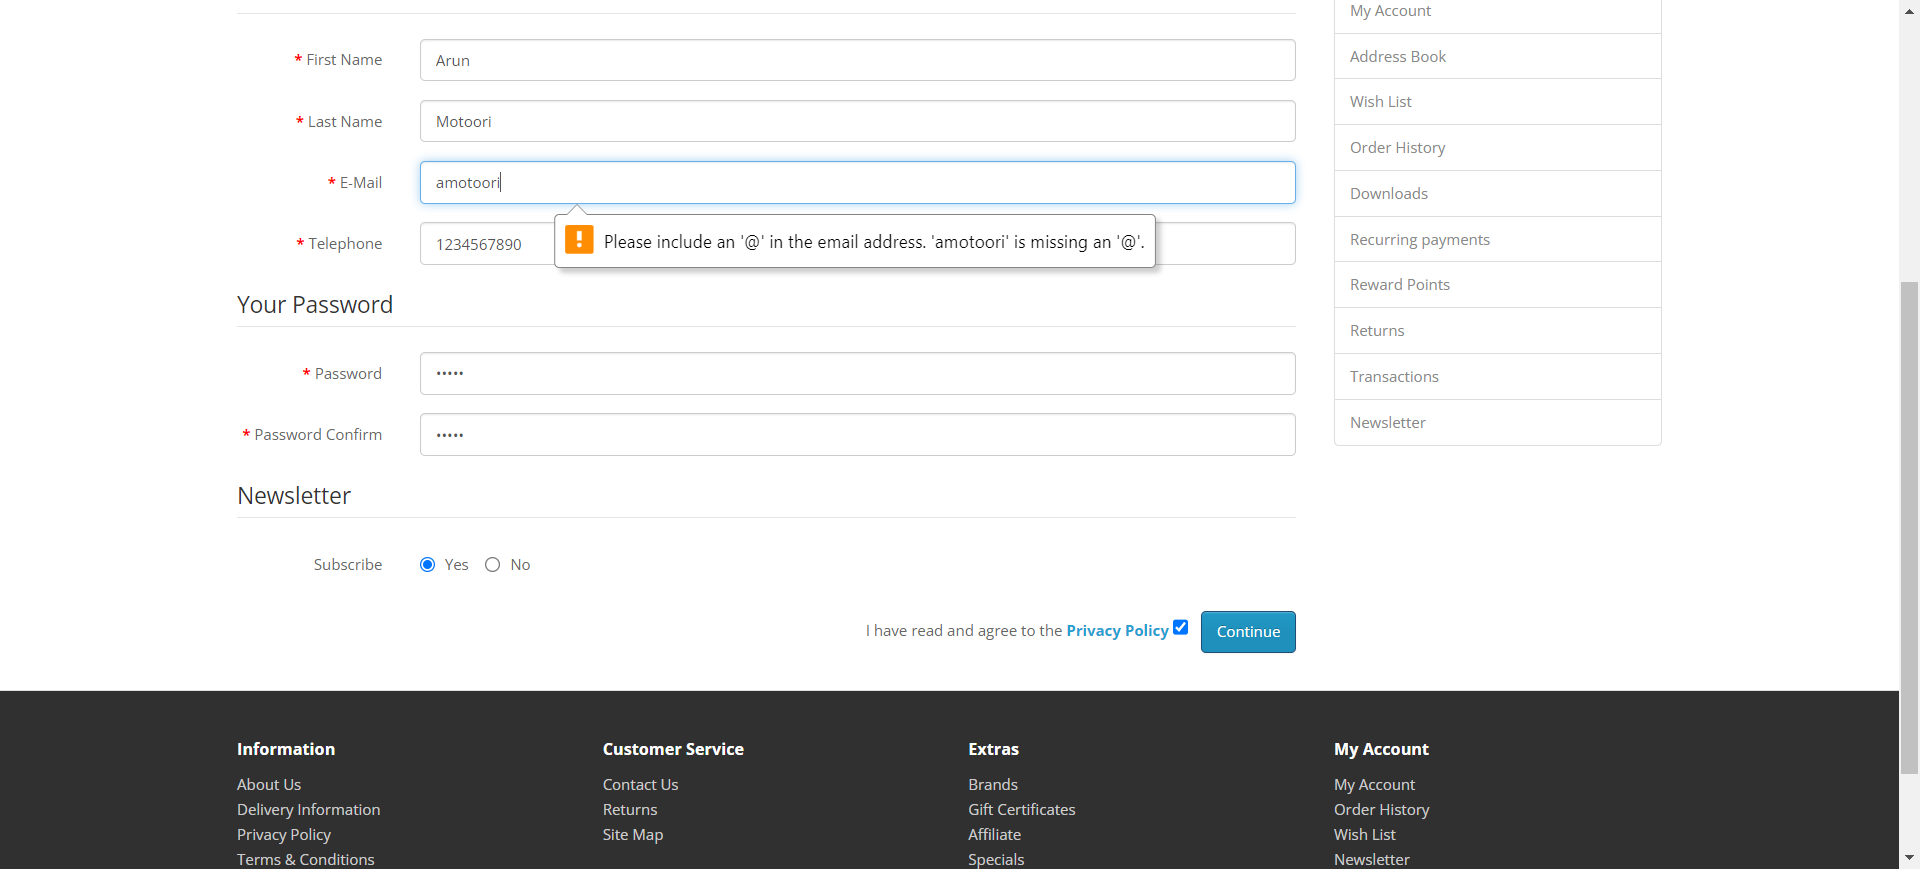 * First Name
Arun
* Last Name
Motoori
* E-Mail
amotoori
Please include an '@' in the email address. 'amotoori' is missing an '@'.
* Telephone
1234567890
Your Password
* Password
•••••
* Password Confirm
•••••
Newsletter
Subscribe
Yes
No
I have read and agree to the Privacy Policy
Continue
My Account
Address Book
Wish List
Order History
Downloads
Recurring payments
Reward Points
Returns
Transactions
Newsletter
Information
About Us
Delivery Information
Privacy Policy
Terms & Conditions
Customer Service
Contact Us
Returns
Site Map
Extras
Brands
Gift Certificates
Affiliate
Specials
My Account
My Account
Order History
Wish List
Newsletter